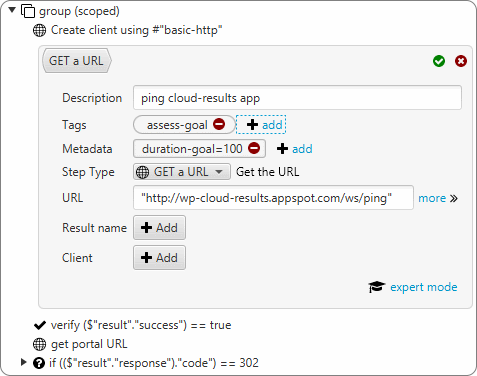 group (scoped)
Create client using #"basic-http"
GET a URL
Description ping cloud-results app
Tags assess-goal add
Metadata duration-goal=100 add
Step Type GET a URL Get the URL
URL "http://wp-cloud-results.appspot.com/ws/ping" more »
Result name Add
Client Add
expert mode
verify ($"result"."success") == true
get portal URL
if (($"result"."response")."code") == 302